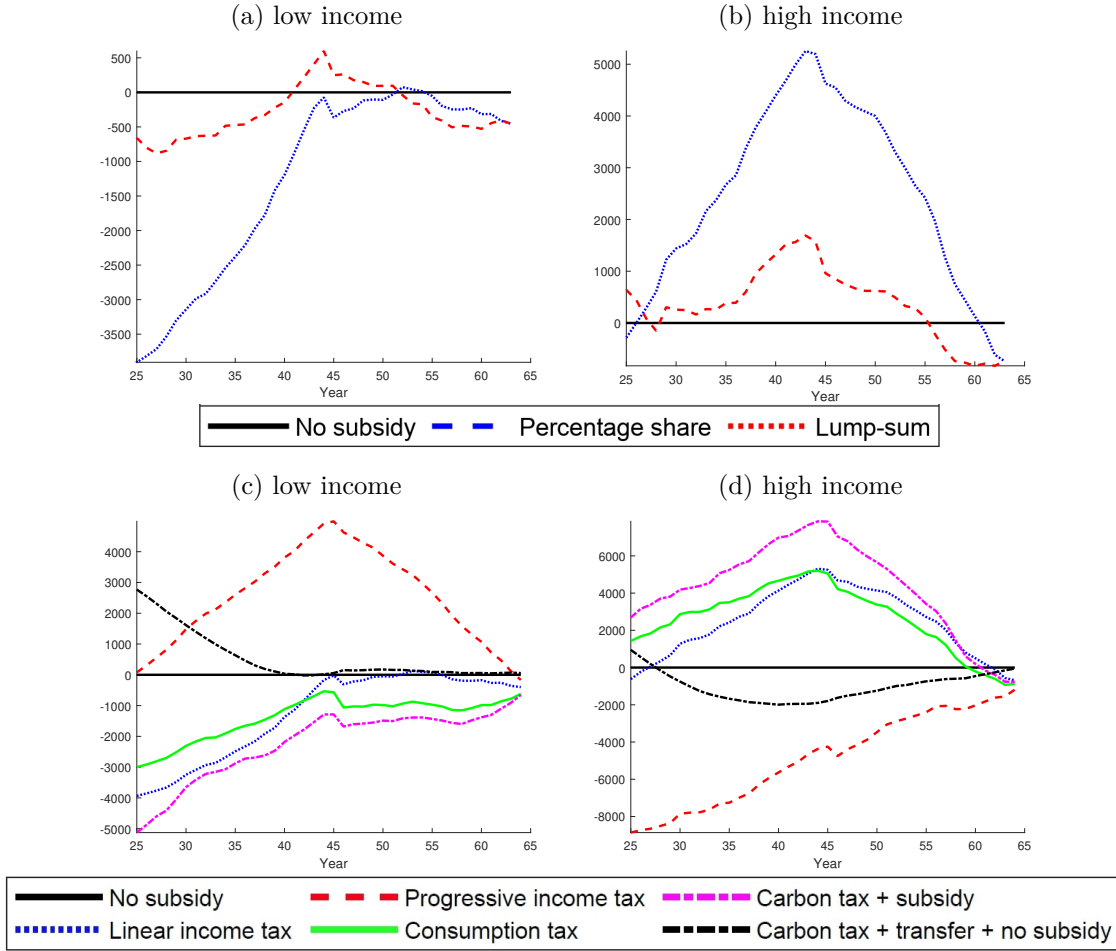 (a) low income
(b) high income
500
0
-500
-1000
-1500
-2000
-2500
-3000
-3500
25 30 35 40 45 50 55 60 65
Year
5000
4000
3000
2000
1000
0
25 30 35 40 45 50 55 60 65
Year
No subsidy Percentage share Lump-sum
(c) low income
(d) high income
4000
3000
2000
1000
0
-1000
-2000
-3000
-4000
-5000
25 30 35 40 45 50 55 60 65
Year
6000
4000
2000
0
-2000
-4000
-6000
-8000
25 30 35 40 45 50 55 60 65
Year
No subsidy Progressive income tax Carbon tax + subsidy
Linear income tax Consumption tax Carbon tax + transfer + no subsidy